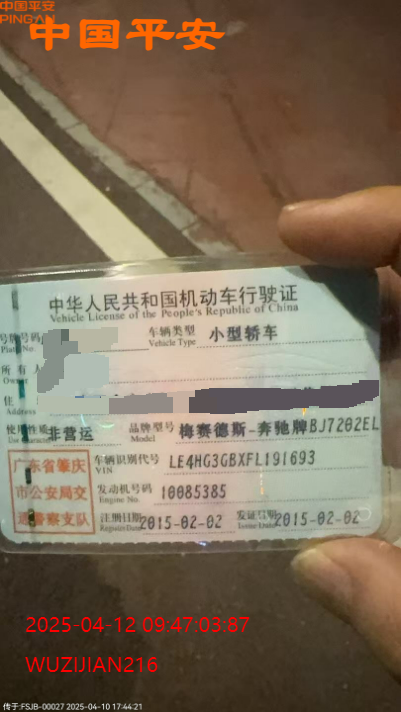 中国平安
PINGAN
中国平安
中华人民共和国机动车行驶证
Vehicle License of the People's Republic of China
号牌号码 车辆类型 小型轿车
Plate No. Vehicle Type
所有人
Owner
住
Address
使用性质 非营运 品牌型号 梅赛德斯-奔驰牌BJ7202EL
Use Character Model
广东省肇庆
市公安局交
通警察支队
车辆识别代号 LE4HG3GBXFL191693
VIN
发动机号码 10085385
Engine No.
注册日期 2015-02-02 发证日期 2015-02-02
Register Date Issue Date
2025-04-12 09:47:03:87
WUZIJIAN216
传于:FSJB-00027 2025-04-10 17:44:21